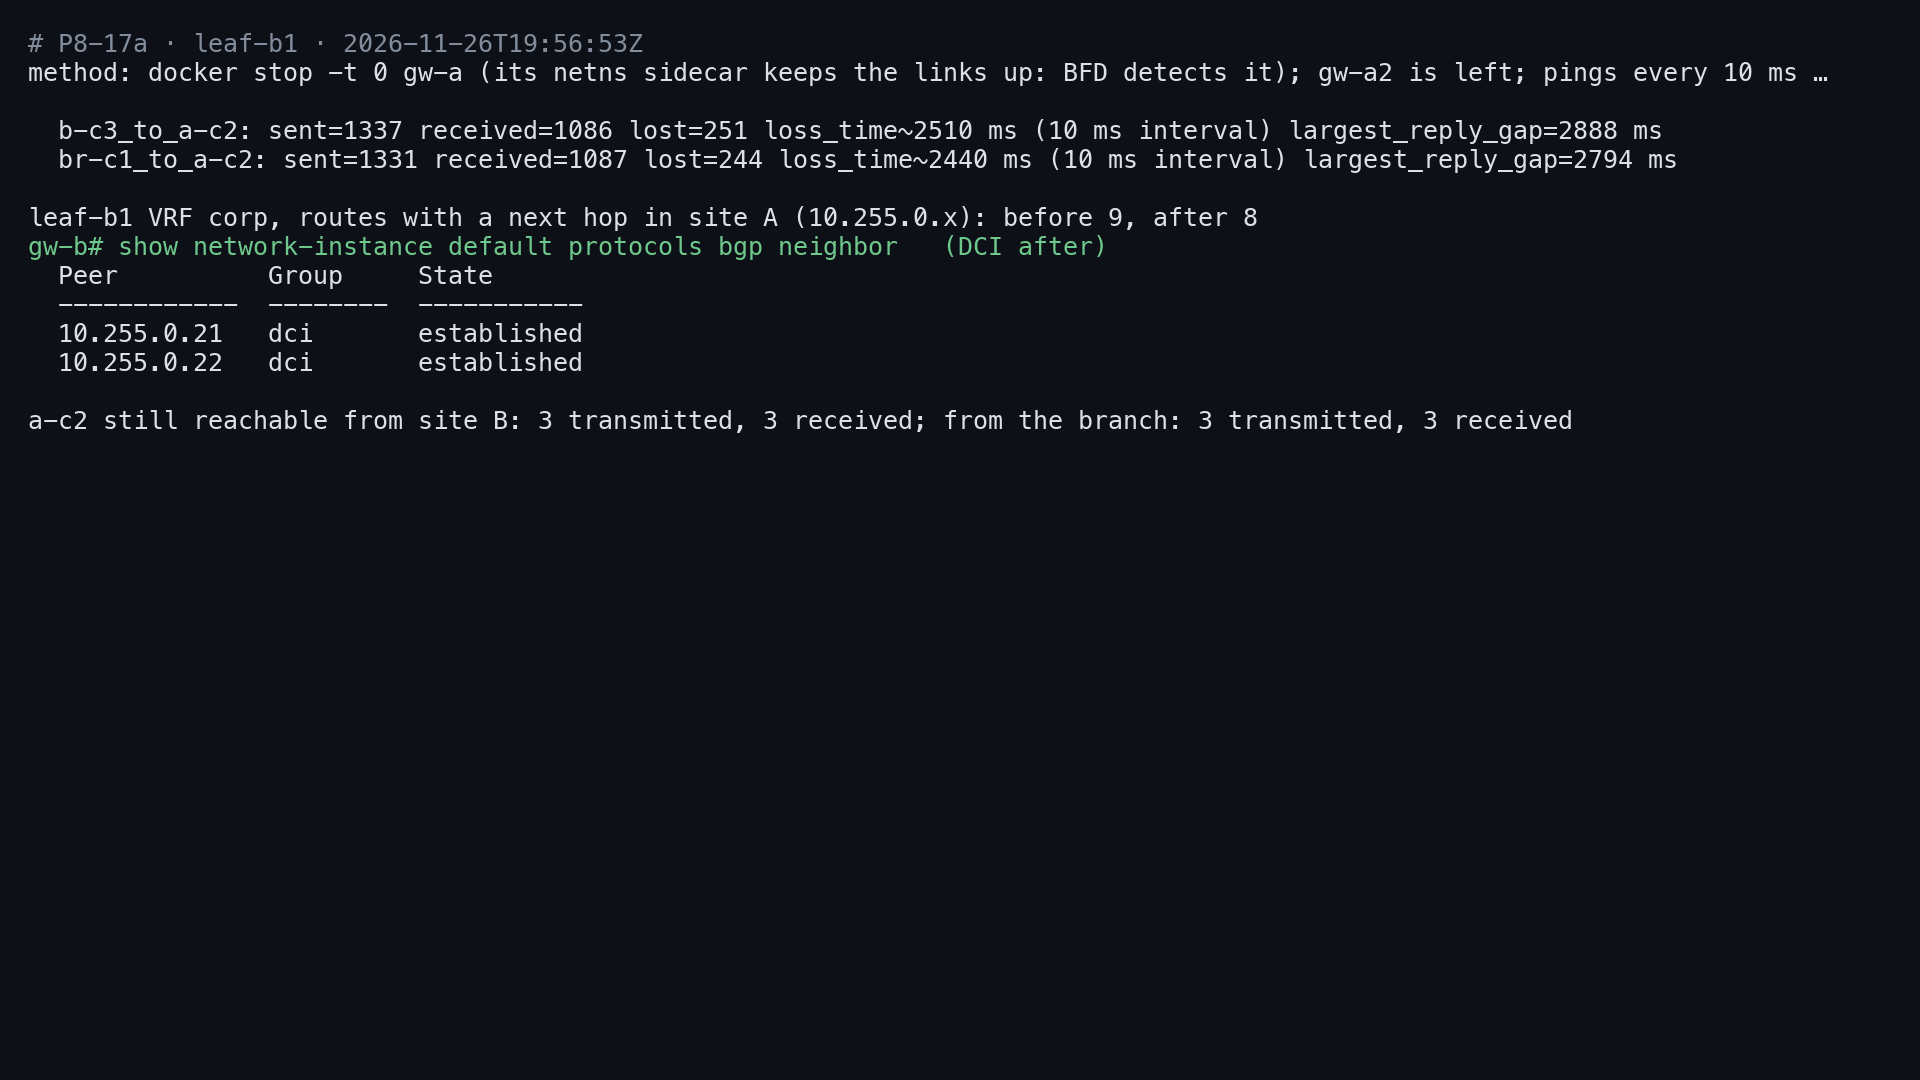 # P8-17a · leaf-b1 · 2026-11-26T19:56:53Z
method: docker stop -t 0 gw-a (its netns sidecar keeps the links up: BFD detects it); gw-a2 is left; pings every 10 ms …
b-c3_to_a-c2: sent=1337 received=1086 lost=251 loss_time~2510 ms (10 ms interval) largest_reply_gap=2888 ms
br-c1_to_a-c2: sent=1331 received=1087 lost=244 loss_time~2440 ms (10 ms interval) largest_reply_gap=2794 ms
leaf-b1 VRF corp, routes with a next hop in site A (10.255.0.x): before 9, after 8
gw-b# show network-instance default protocols bgp neighbor   (DCI after)
Peer          Group     State
------------  --------  -----------
10.255.0.21   dci       established
10.255.0.22   dci       established
a-c2 still reachable from site B: 3 transmitted, 3 received; from the branch: 3 transmitted, 3 received